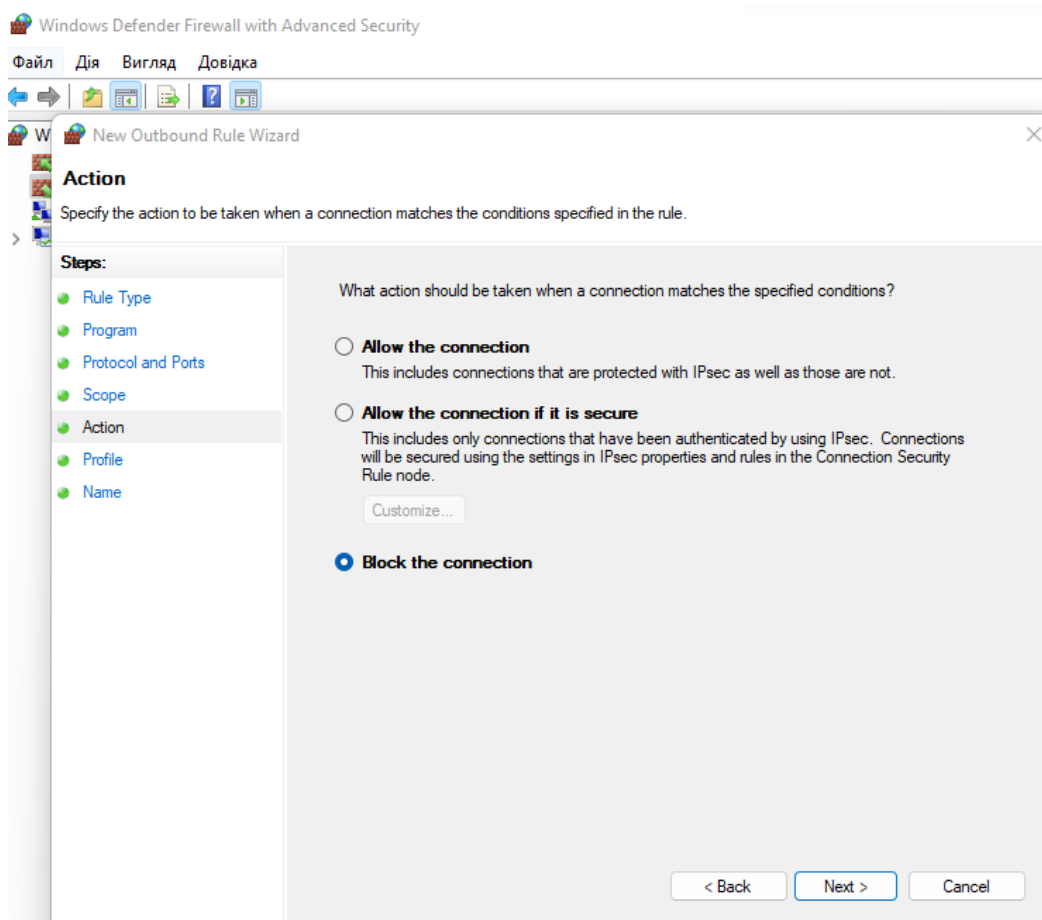 Windows Defender Firewall with Advanced Security
Файл Дія Вигляд Довідка
W
New Outbound Rule Wizard
Action
Specify the action to be taken when a connection matches the conditions specified in the rule.
Steps:
Rule Type
Program
Protocol and Ports
Scope
Action
Profile
Name
What action should be taken when a connection matches the specified conditions?
Allow the connection
This includes connections that are protected with IPsec as well as those are not.
Allow the connection if it is secure
This includes only connections that have been authenticated by using IPsec. Connections
will be secured using the settings in IPsec properties and rules in the Connection Security
Rule node.
Customize...
Block the connection
< Back Next > Cancel